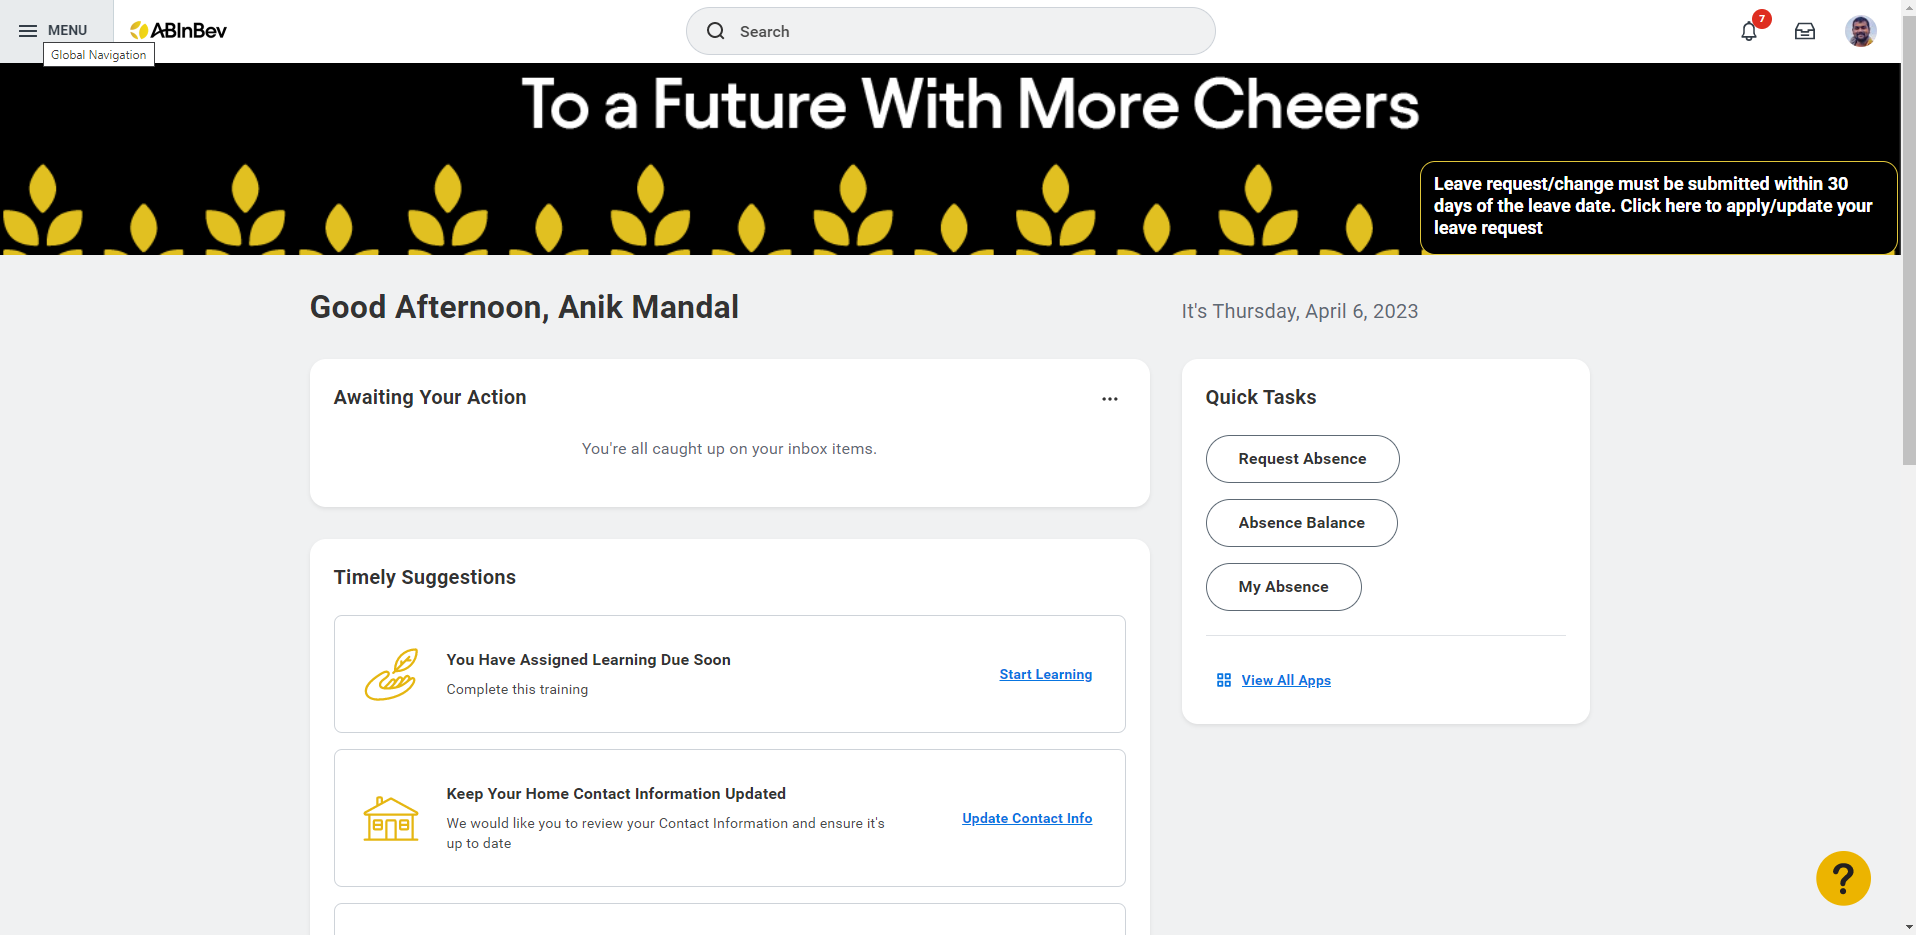 MENU
ABInBev
Search
7
Global Navigation
To a Future With More Cheers
Leave request/change must be submitted within 30
days of the leave date. Click here to apply/update your
leave request
Good Afternoon, Anik Mandal
It's Thursday, April 6, 2023
Awaiting Your Action
You're all caught up on your inbox items.
Quick Tasks
Request Absence
Absence Balance
My Absence
View All Apps
Timely Suggestions
You Have Assigned Learning Due Soon
Complete this training
Start Learning
Keep Your Home Contact Information Updated
We would like you to review your Contact Information and ensure it's
up to date
Update Contact Info
?